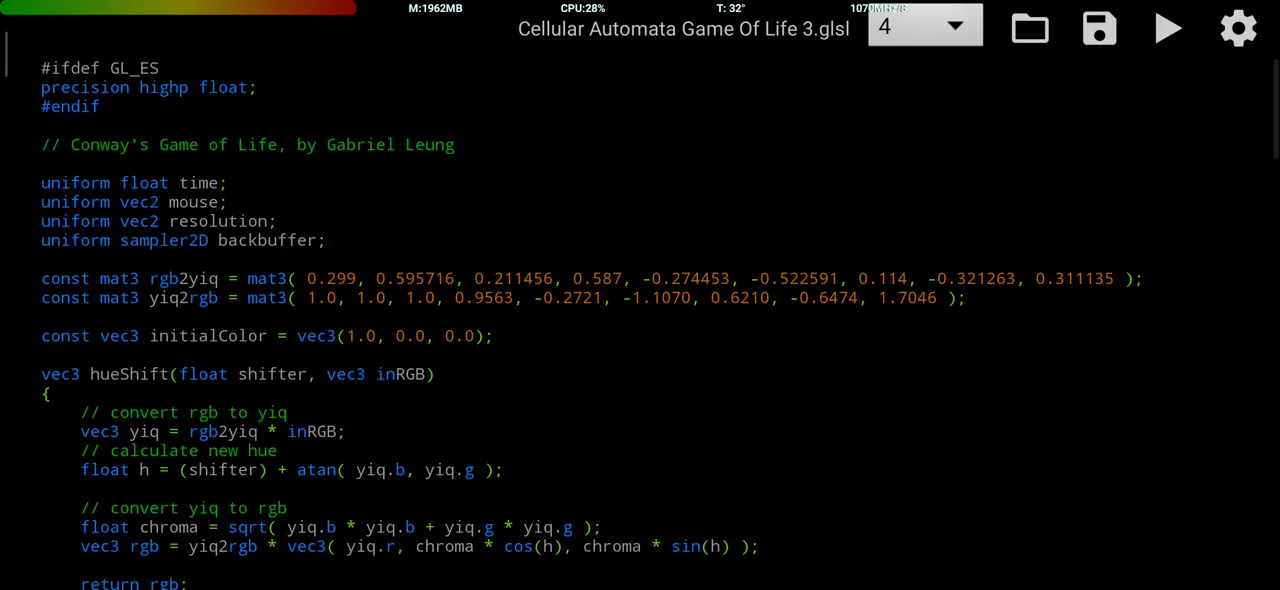 M:1962MB CPU:28% T: 32° 1070MHz/8
Cellular Automata Game Of Life 3.glsl 4
#ifdef GL_ES
precision highp float;
#endif
// Conway's Game of Life, by Gabriel Leung
uniform float time;
uniform vec2 mouse;
uniform vec2 resolution;
uniform sampler2D backbuffer;
const mat3 rgb2yiq = mat3( 0.299, 0.595716, 0.211456, 0.587, -0.274453, -0.522591, 0.114, -0.321263, 0.311135 );
const mat3 yiq2rgb = mat3( 1.0, 1.0, 1.0, 0.9563, -0.2721, -1.1070, 0.6210, -0.6474, 1.7046 );
const vec3 initialColor = vec3(1.0, 0.0, 0.0);
vec3 hueShift(float shifter, vec3 inRGB)
{
// convert rgb to yiq
vec3 yiq = rgb2yiq * inRGB;
// calculate new hue
float h = (shifter) + atan( yiq.b, yiq.g );
// convert yiq to rgb
float chroma = sqrt( yiq.b * yiq.b + yiq.g * yiq.g );
vec3 rgb = yiq2rgb * vec3( yiq.r, chroma * cos(h), chroma * sin(h) );
return rgb;